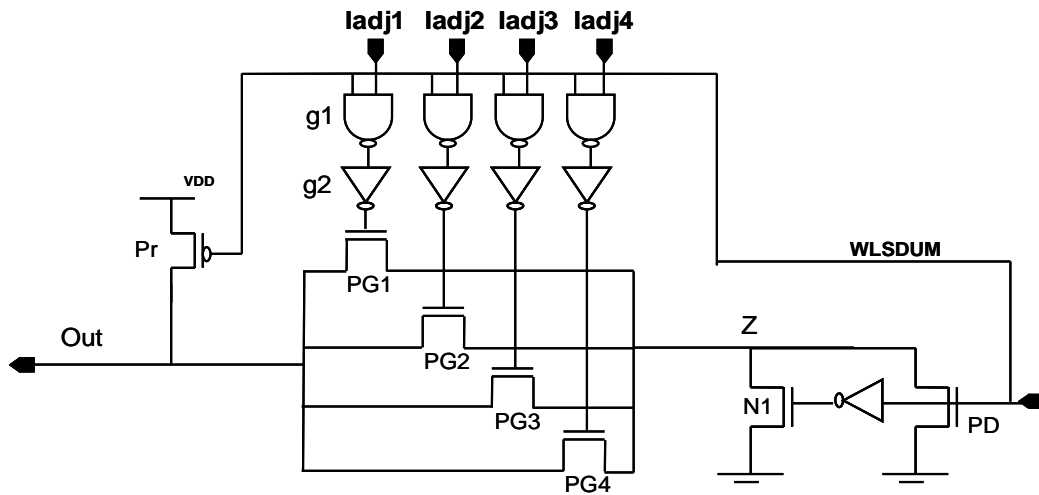 Iadj1 Iadj2 Iadj3 Iadj4
g1
g2
VDD
Pr
PG1
WLSDUM
Out
PG2
Z
PG3
N1
PD
PG4